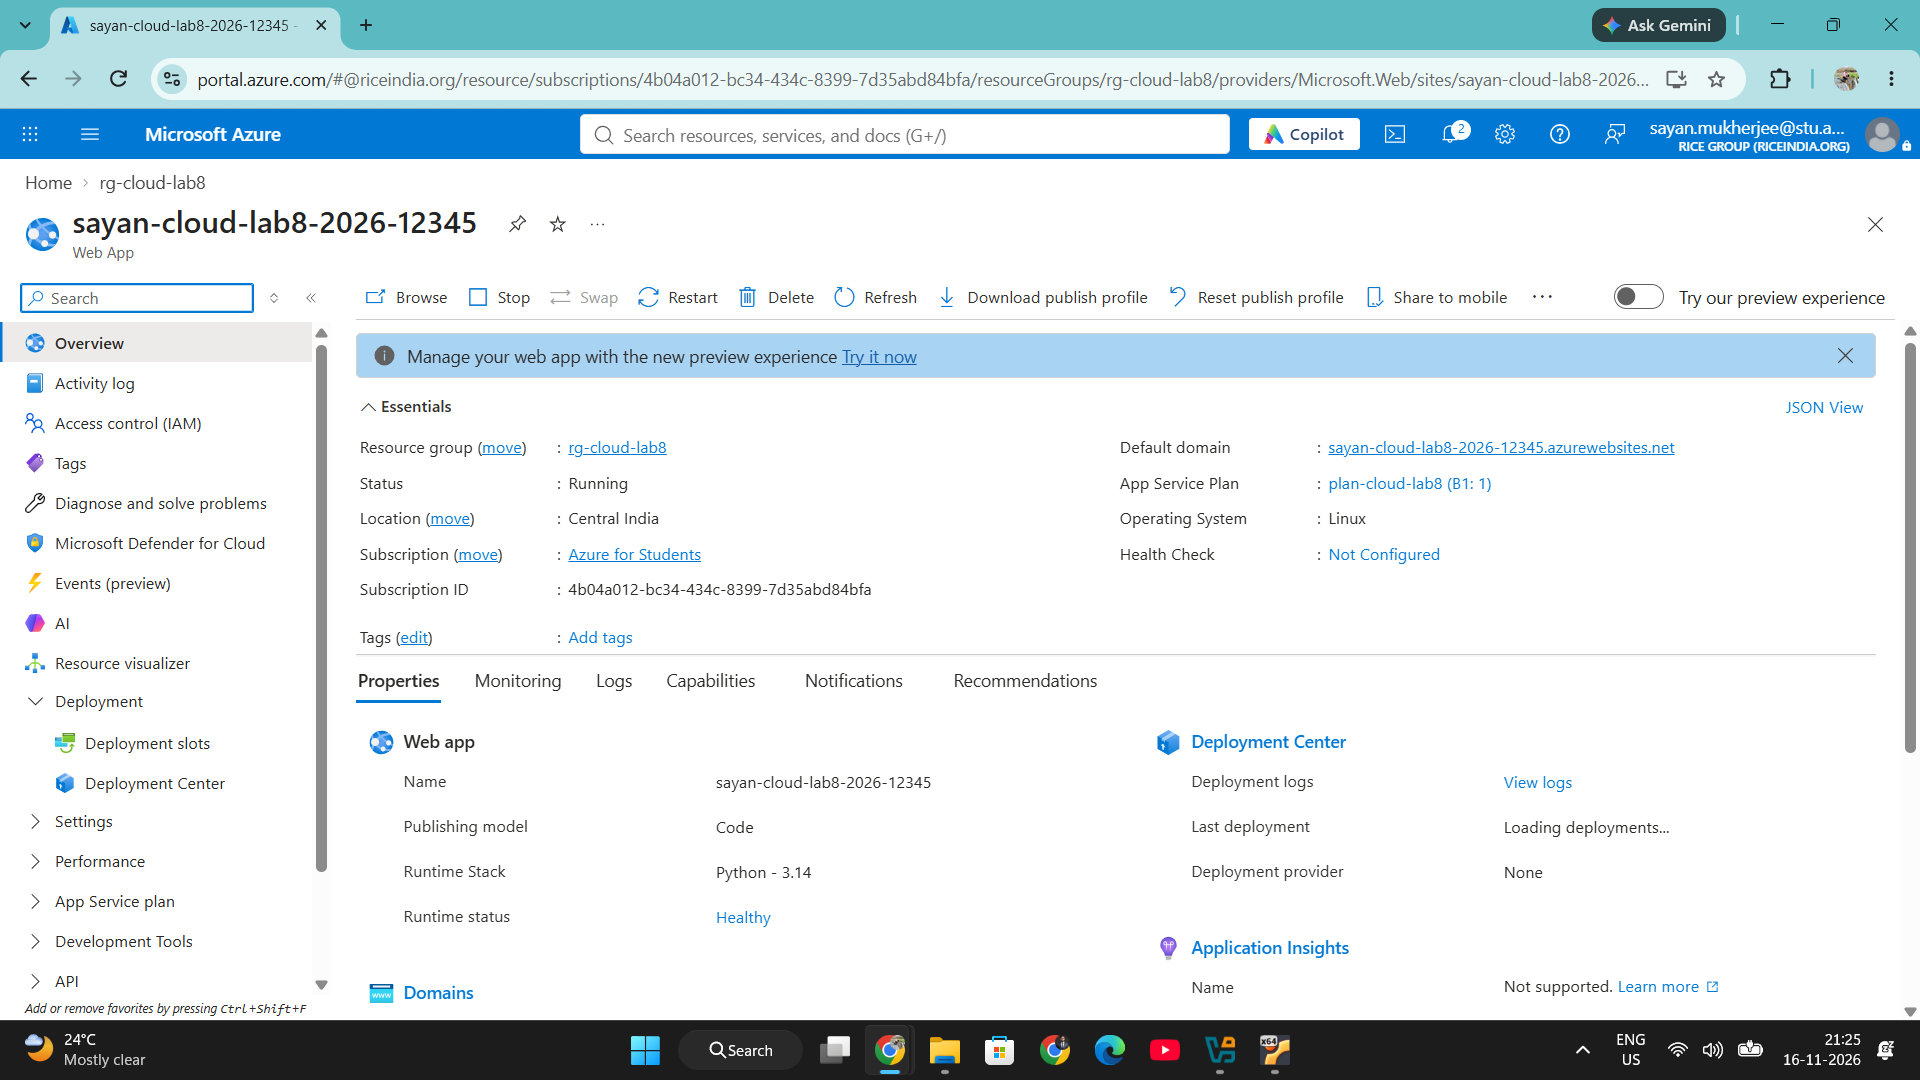 sayan-cloud-lab8-2026-12345 -
Ask Gemini
portal.azure.com/#@riceindia.org/resource/subscriptions/4b04a012-bc34-434c-8399-7d35abd84bfa/resourceGroups/rg-cloud-lab8/providers/Microsoft.Web/sites/sayan-cloud-lab8-2026...
Microsoft Azure
Search resources, services, and docs (G+/)
Copilot
2
sayan.mukherjee@stu.a...
RICE GROUP (RICEINDIA.ORG)
Home
rg-cloud-lab8
sayan-cloud-lab8-2026-12345
Web App
Search
Browse
Stop
Swap
Restart
Delete
Refresh
Download publish profile
Reset publish profile
Share to mobile
Try our preview experience
Overview
Activity log
Access control (IAM)
Tags
Diagnose and solve problems
Microsoft Defender for Cloud
Events (preview)
AI
Resource visualizer
Deployment
Deployment slots
Deployment Center
Settings
Performance
App Service plan
Development Tools
API
Add or remove favorites by pressing Ctrl+Shift+F
Manage your web app with the new preview experience Try it now
Essentials
JSON View
Resource group (move) : rg-cloud-lab8
Status : Running
Location (move) : Central India
Subscription (move) : Azure for Students
Subscription ID : 4b04a012-bc34-434c-8399-7d35abd84bfa
Tags (edit) : Add tags
Default domain : sayan-cloud-lab8-2026-12345.azurewebsites.net
App Service Plan : plan-cloud-lab8 (B1: 1)
Operating System : Linux
Health Check : Not Configured
Properties
Monitoring
Logs
Capabilities
Notifications
Recommendations
Web app
Name sayan-cloud-lab8-2026-12345
Publishing model Code
Runtime Stack Python - 3.14
Runtime status Healthy
Domains
Deployment Center
Deployment logs View logs
Last deployment Loading deployments...
Deployment provider None
Application Insights
Name Not supported. Learn more
24°C
Mostly clear
Search
x64
ENG
US
21:25
16-11-2026